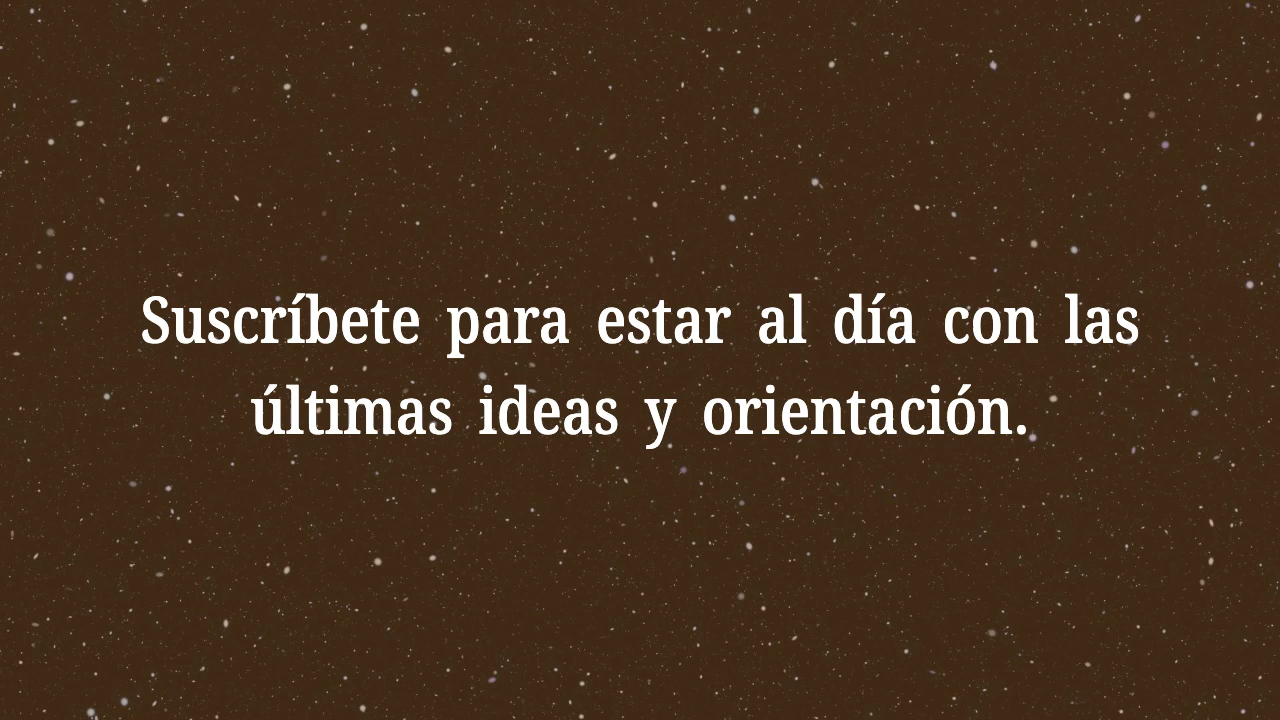 Suscríbete para estar al día con las
últimas ideas y orientación.